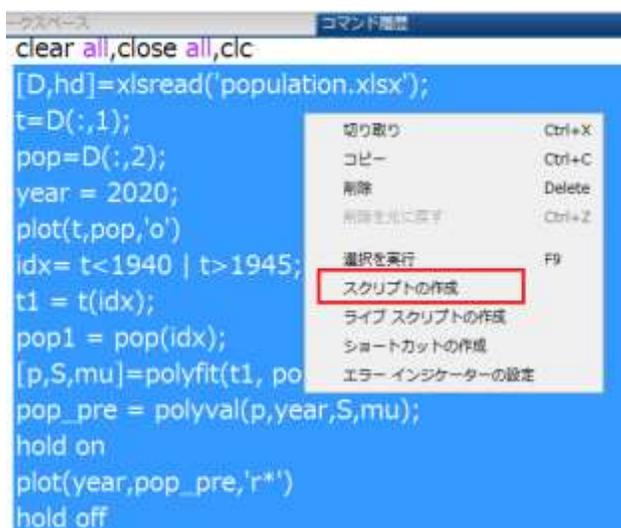 ークスペース
コマンド履歴
clear all,close all,clc
[D,hd]=xlsread('population.xlsx');
t=D(:,1);
pop=D(:,2);
year = 2020;
plot(t,pop,'o')
idx= t<1940 | t>1945;
t1 = t(idx);
pop1 = pop(idx);
[p,S,mu]=polyfit(t1, po
pop_pre = polyval(p,year,S,mu);
hold on
plot(year,pop_pre,'r*')
hold off
切り取り Ctrl+X
コピー Ctrl+C
削除 Delete
削除を元に戻す Ctrl+Z
選択を実行 F9
スクリプトの作成
ライブ スクリプトの作成
ショートカットの作成
エラー インジケーターの設定